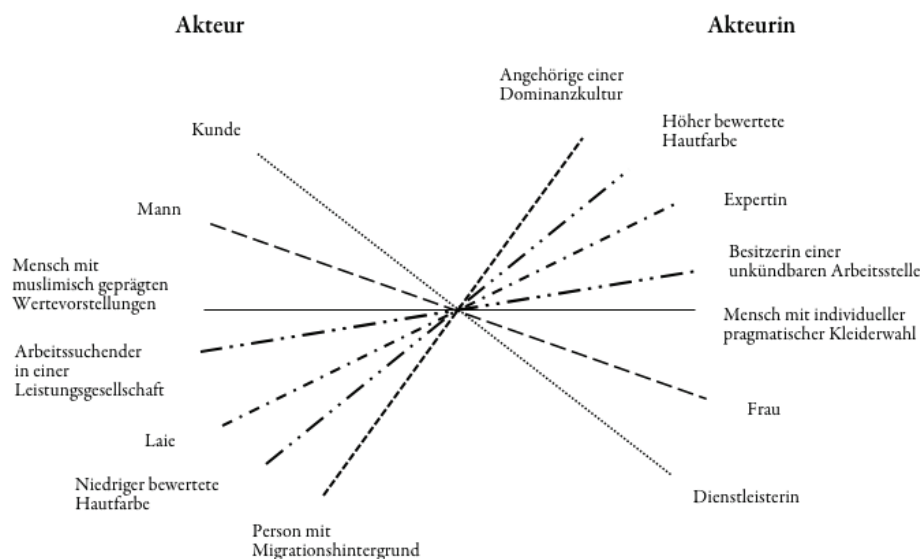 Akteur
Akteurin
Angehörige einer
Dominanzkultur
Kunde
Höher bewertete
Hautfarbe
Mann
Expertin
Mensch mit
muslimisch geprägten
Wertevorstellungen
Besitzerin einer
unkündbaren Arbeitsstelle
Mensch mit individueller
pragmatischer Kleiderwahl
Arbeitssuchender
in einer
Leistungsgesellschaft
Frau
Laie
Niedriger bewertete
Hautfarbe
Dienstleisterin
Person mit
Migrationshintergrund